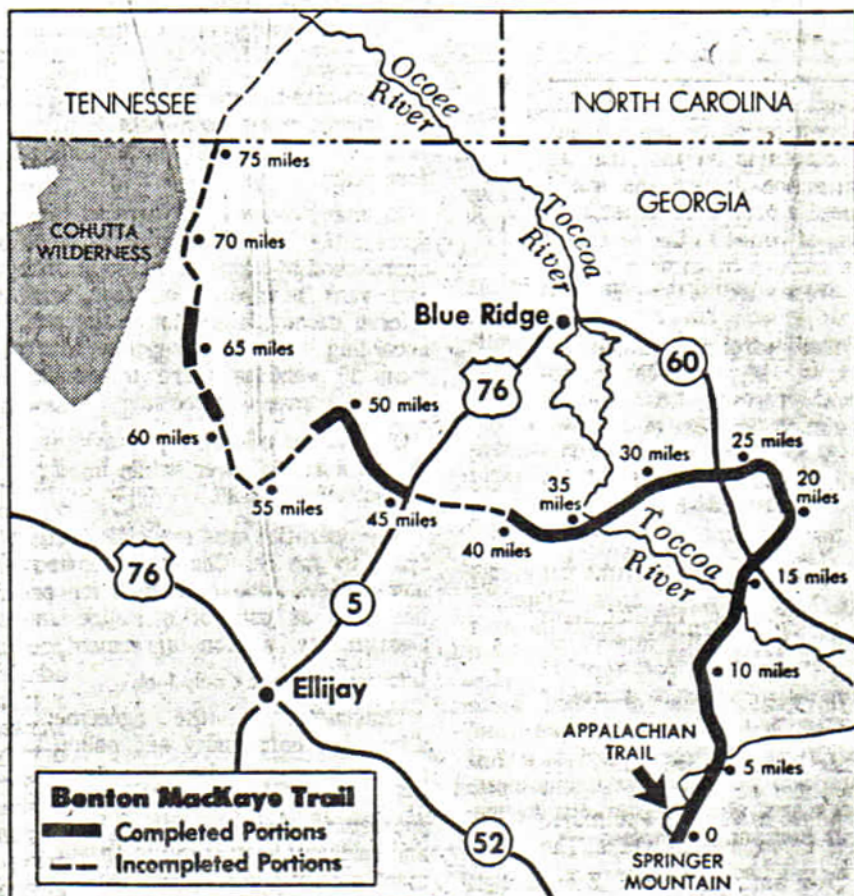 TENNESSEE
NORTH CAROLINA
Ocoee
River
75 miles
GEORGIA
COHUTTA
WILDERNESS
70 miles
Toccoa
River
Blue Ridge
65 miles
60
76
50 miles
60 miles
30 miles
25 miles
20
miles
35
miles
55 miles
45 miles
40 miles
Toccoa
River
76
15 miles
5
10 miles
Ellijay
APPALACHIAN
TRAIL
5 miles
Benton MacKaye Trail
Completed Portions
Incompleted Portions
52
0
SPRINGER
MOUNTAIN